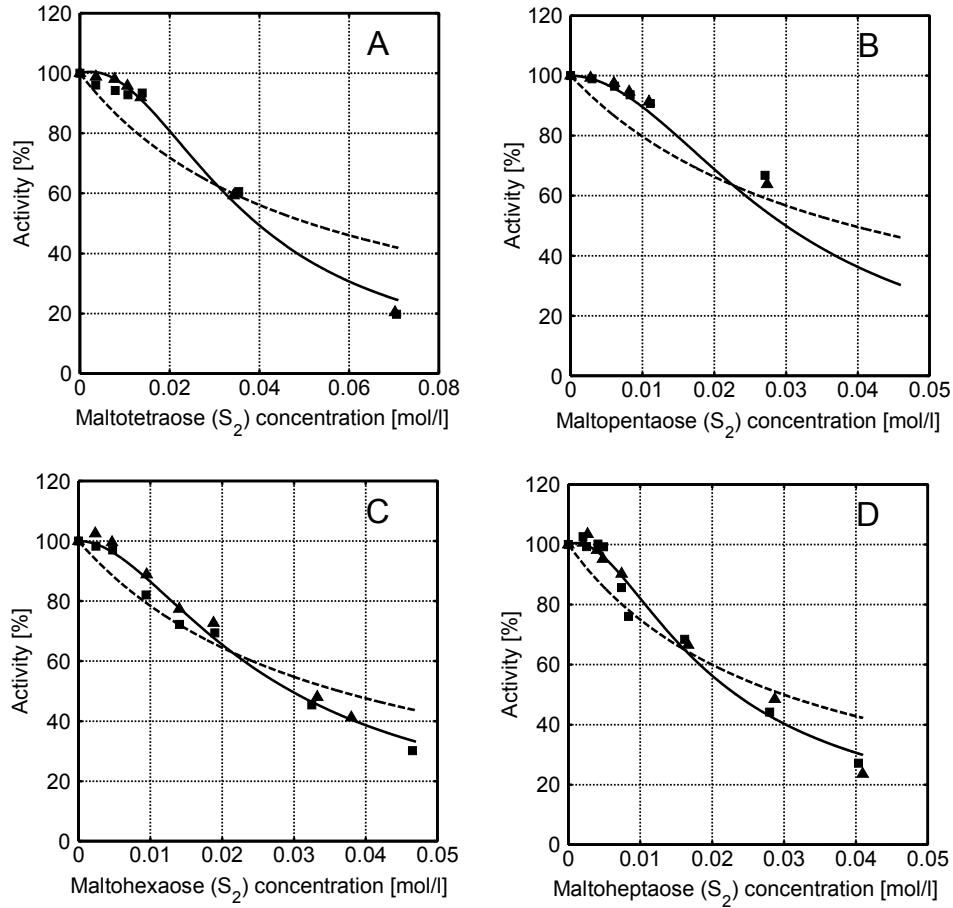 A
Activity [%]
120
100
80
60
40
20
0
0 0.02 0.04 0.06 0.08
Maltotetraose (S2) concentration [mol/l]
B
Activity [%]
120
100
80
60
40
20
0
0 0.01 0.02 0.03 0.04 0.05
Maltopentaose (S2) concentration [mol/l]
C
Activity [%]
120
100
80
60
40
20
0
0 0.01 0.02 0.03 0.04 0.05
Maltohexaose (S2) concentration [mol/l]
D
Activity [%]
120
100
80
60
40
20
0
0 0.01 0.02 0.03 0.04 0.05
Maltoheptaose (S2) concentration [mol/l]